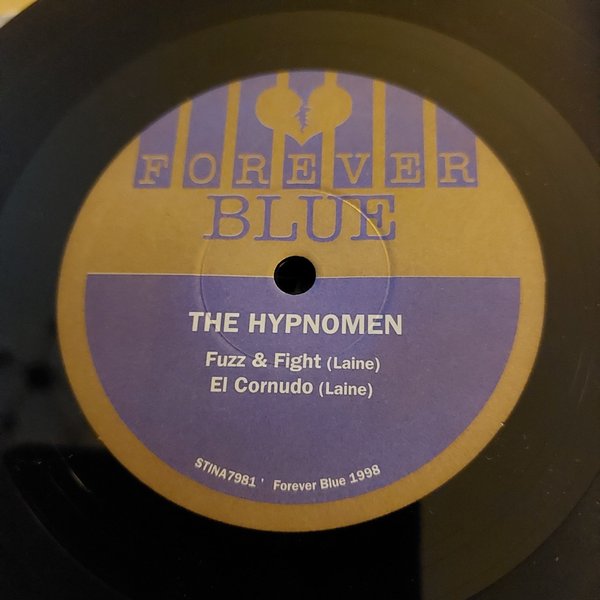 FOREVER
BLUE
THE HYPNOMEN
Fuzz & Fight (Laine)
El Cornudo (Laine)
STINA7981 ' Forever Blue 1998